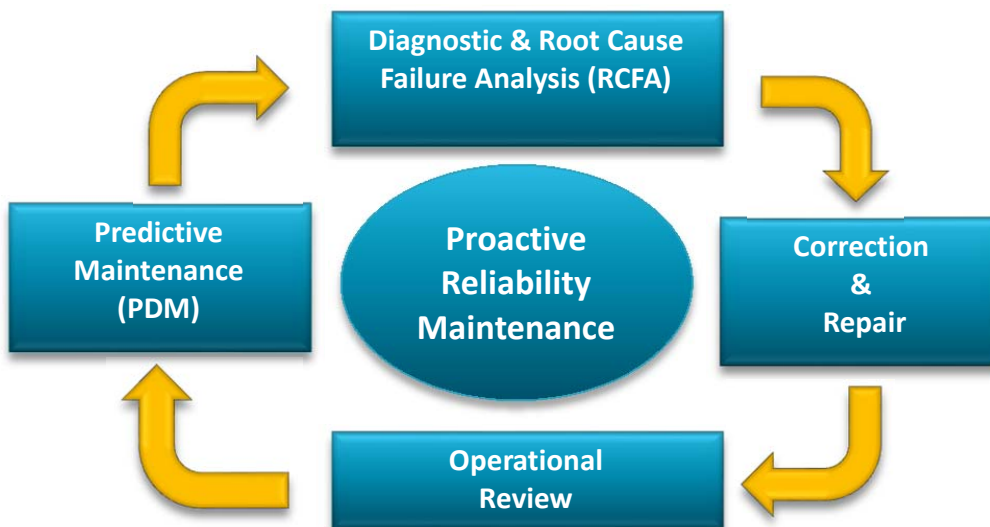 Diagnostic & Root Cause
Failure Analysis (RCFA)
Predictive
Maintenance
(PDM)
Proactive
Reliability
Maintenance
Correction
&
Repair
Operational
Review